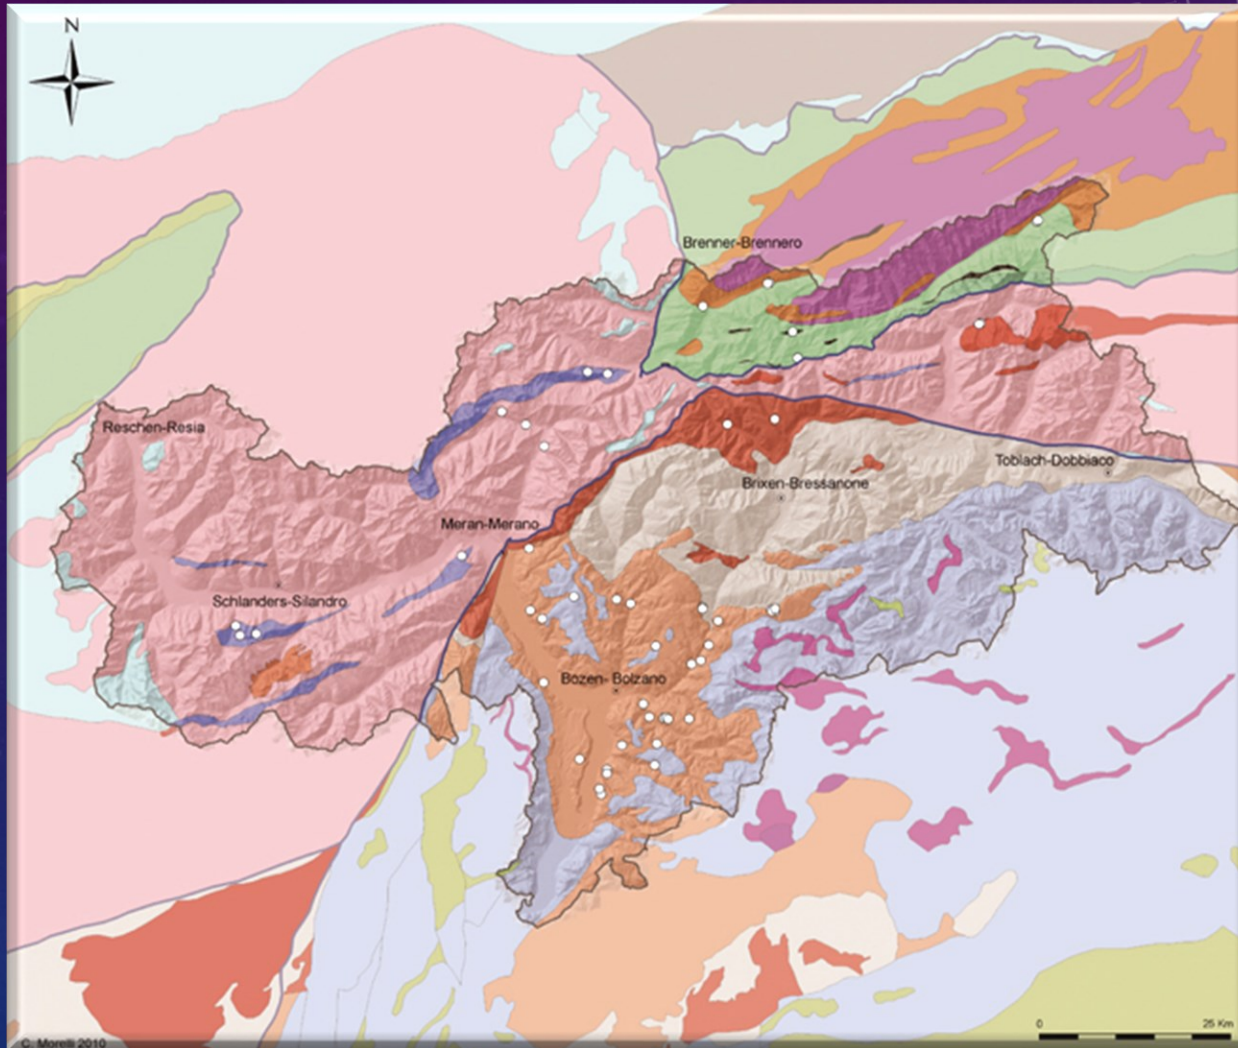 N
Brenner-Brennero
Reschen-Resia
Toblach-Dobbiaco
Brixen-Bressanone
Meran-Merano
Schlanders-Silandro
Bozen- Bolzano
0 25 Km
C. Morelli 2010